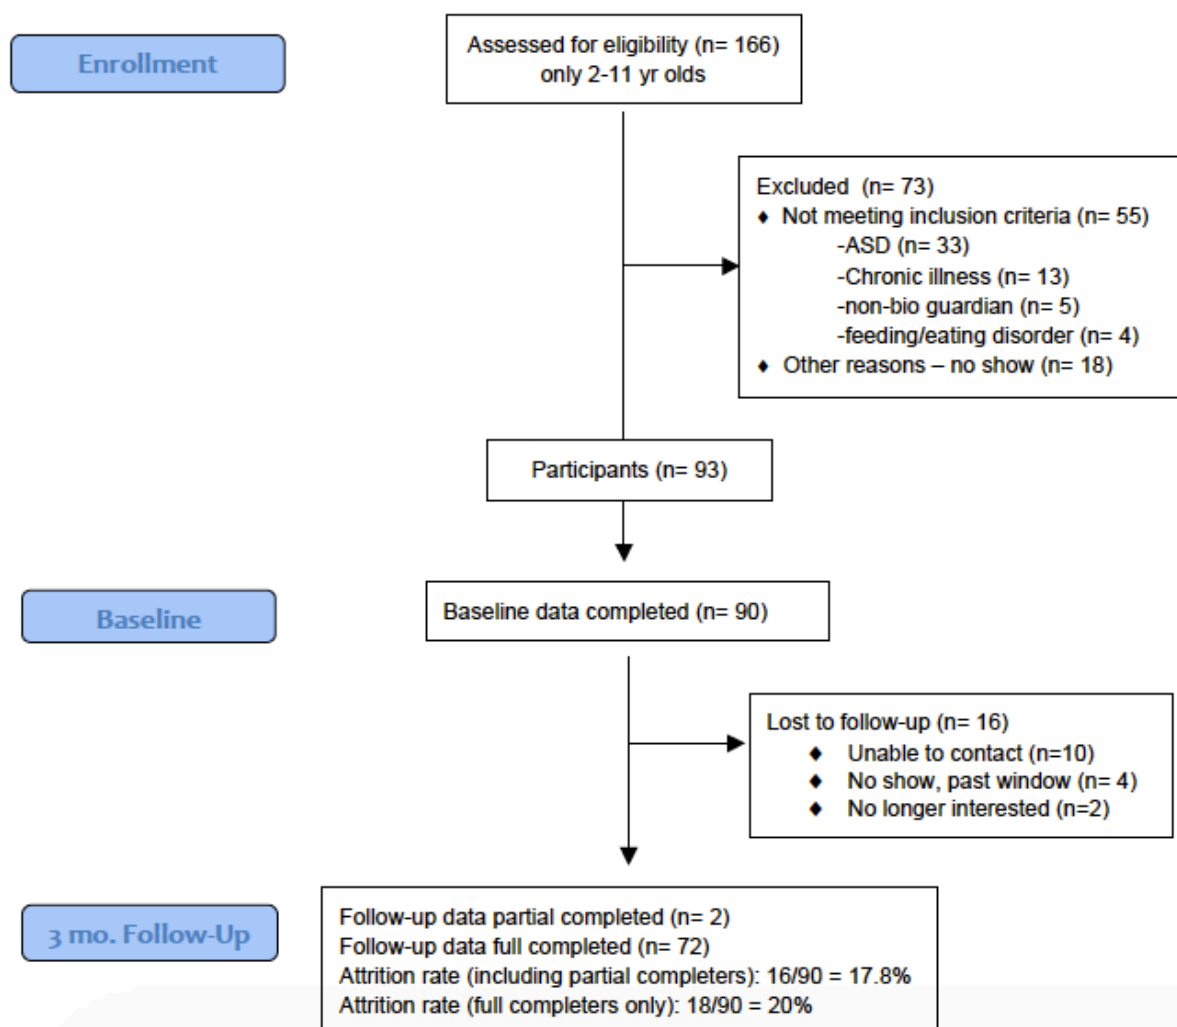 Enrollment
Assessed for eligibility (n= 166)
only 2-11 yr olds
Excluded (n= 73)
♦ Not meeting inclusion criteria (n= 55)
-ASD (n= 33)
-Chronic illness (n= 13)
-non-bio guardian (n= 5)
-feeding/eating disorder (n= 4)
♦ Other reasons – no show (n= 18)
Participants (n= 93)
Baseline
Baseline data completed (n= 90)
Lost to follow-up (n= 16)
♦ Unable to contact (n=10)
♦ No show, past window (n= 4)
♦ No longer interested (n=2)
3 mo. Follow-Up
Follow-up data partial completed (n= 2)
Follow-up data full completed (n= 72)
Attrition rate (including partial completers): 16/90 = 17.8%
Attrition rate (full completers only): 18/90 = 20%